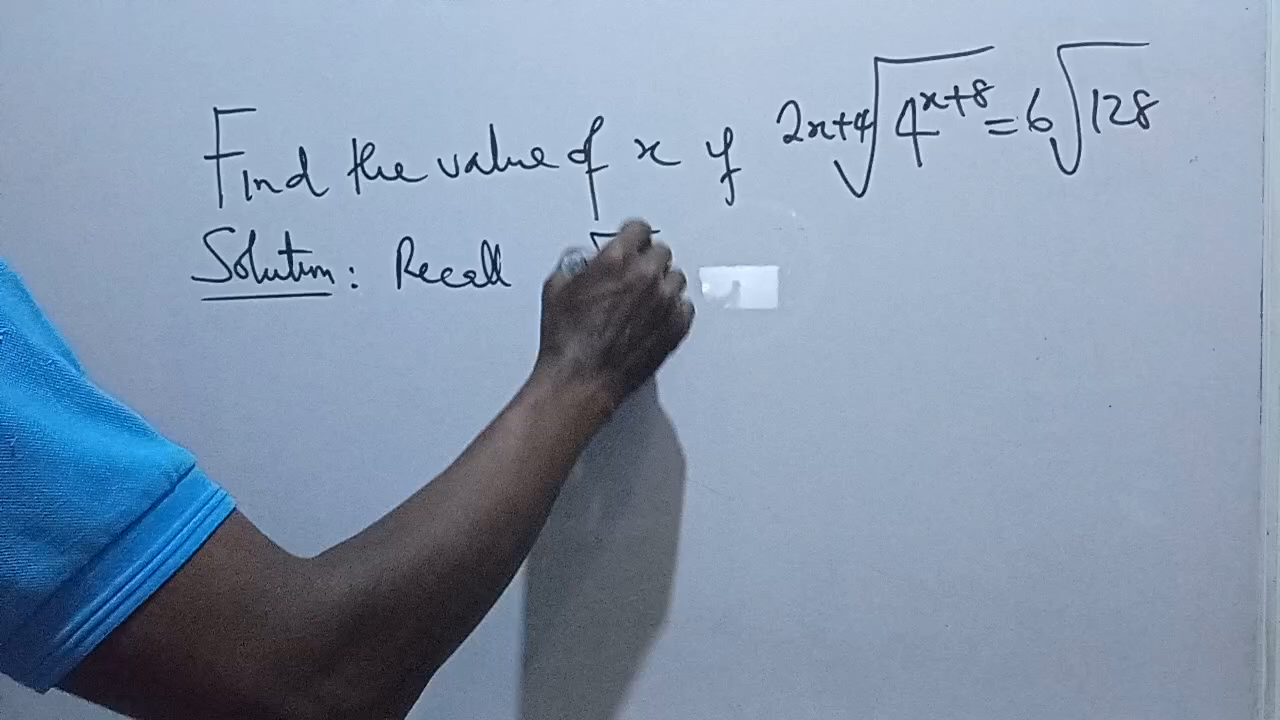 Find the value of x if 2x+4√4^x+8 = 6√128
Solution: Recall √